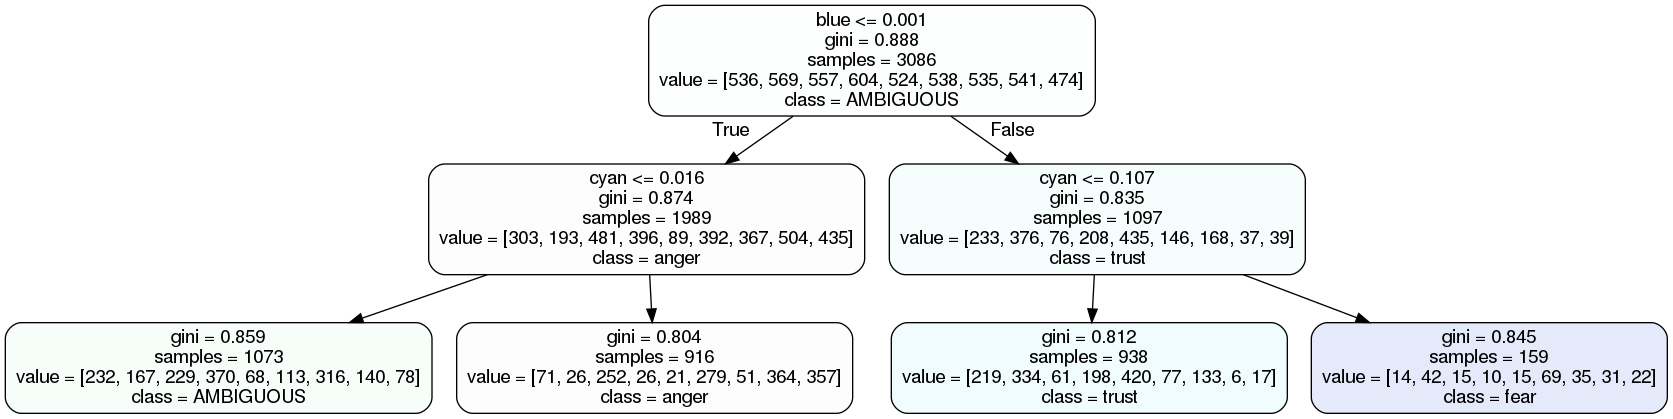 blue <= 0.001
gini = 0.888
samples = 3086
value = [536, 569, 557, 604, 524, 538, 535, 541, 474]
class = AMBIGUOUS
True
False
cyan <= 0.016
gini = 0.874
samples = 1989
value = [303, 193, 481, 396, 89, 392, 367, 504, 435]
class = anger
cyan <= 0.107
gini = 0.835
samples = 1097
value = [233, 376, 76, 208, 435, 146, 168, 37, 39]
class = trust
gini = 0.859
samples = 1073
value = [232, 167, 229, 370, 68, 113, 316, 140, 78]
class = AMBIGUOUS
gini = 0.804
samples = 916
value = [71, 26, 252, 26, 21, 279, 51, 364, 357]
class = anger
gini = 0.812
samples = 938
value = [219, 334, 61, 198, 420, 77, 133, 6, 17]
class = trust
gini = 0.845
samples = 159
value = [14, 42, 15, 10, 15, 69, 35, 31, 22]
class = fear